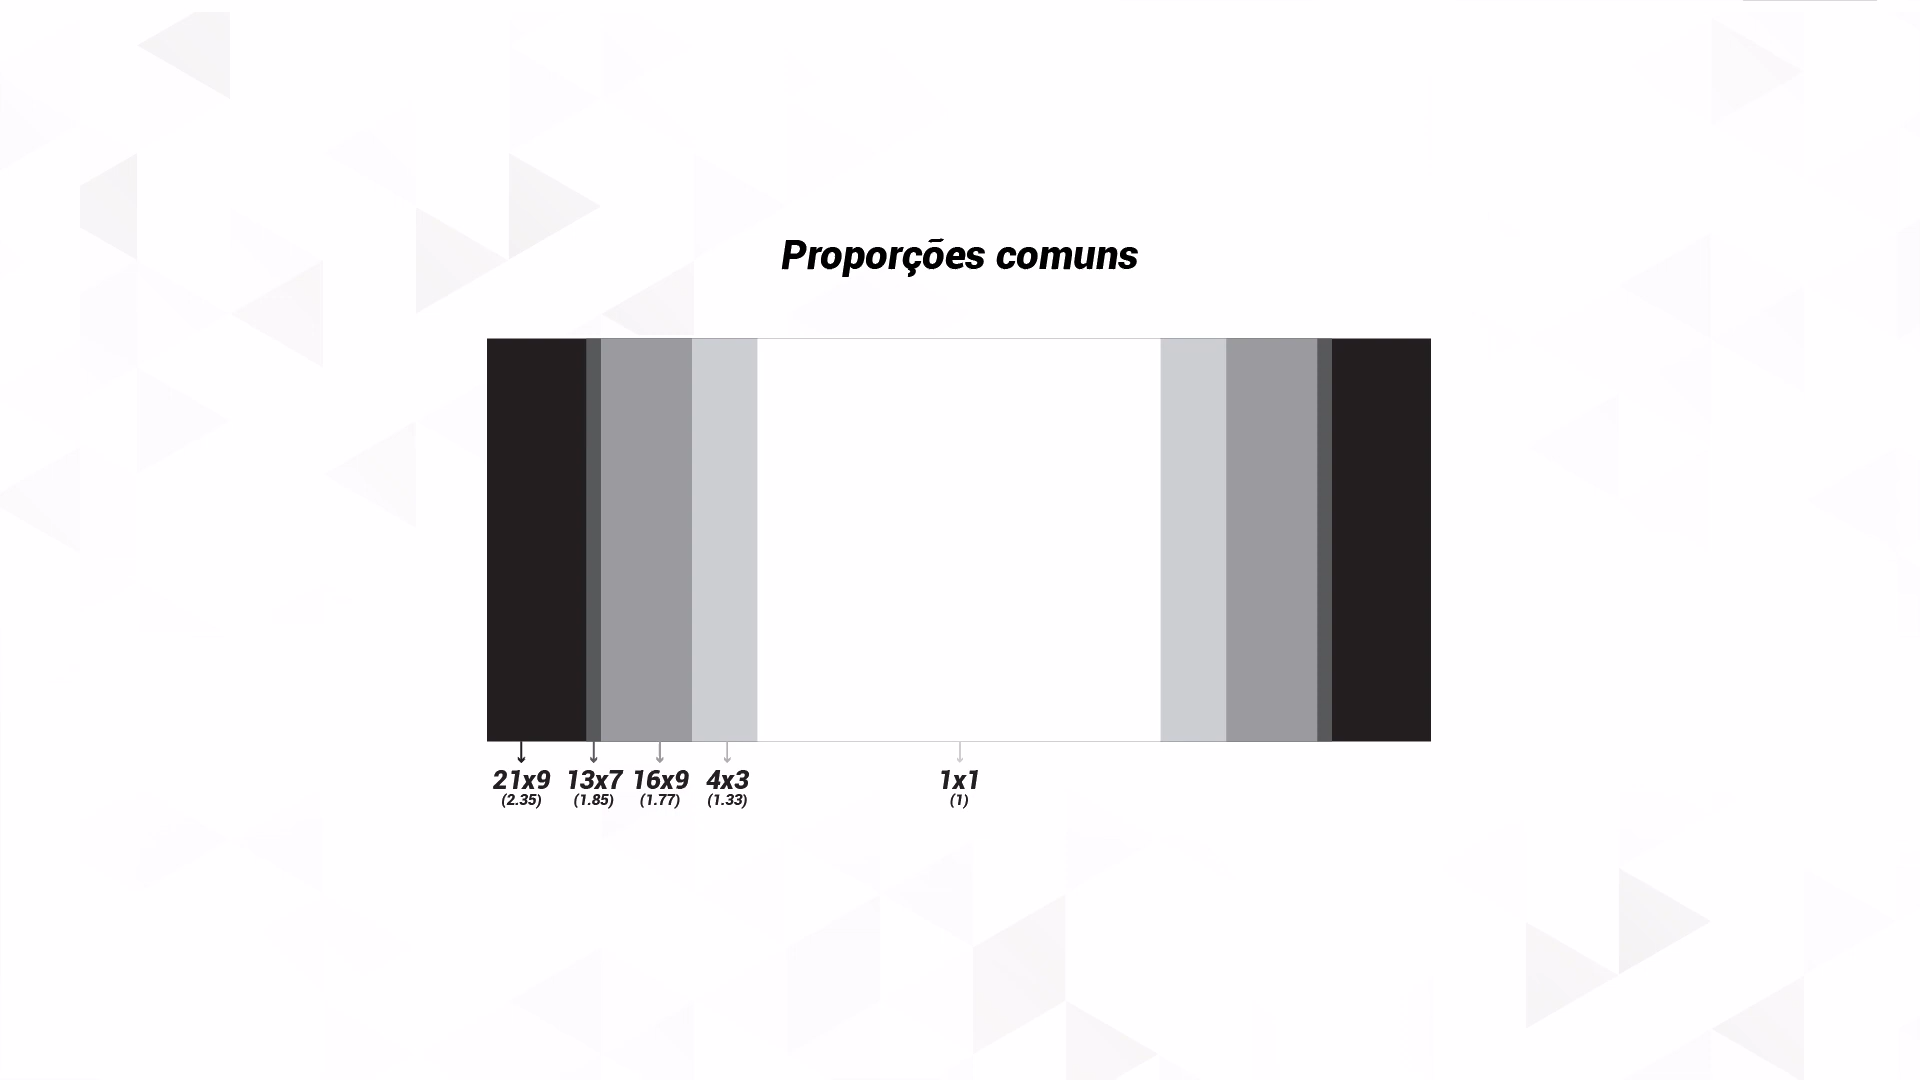 Proporções comuns
21x9 13x7 16x9 4x3 1x1
(2.35) (1.85) (1.77) (1.33) (1)